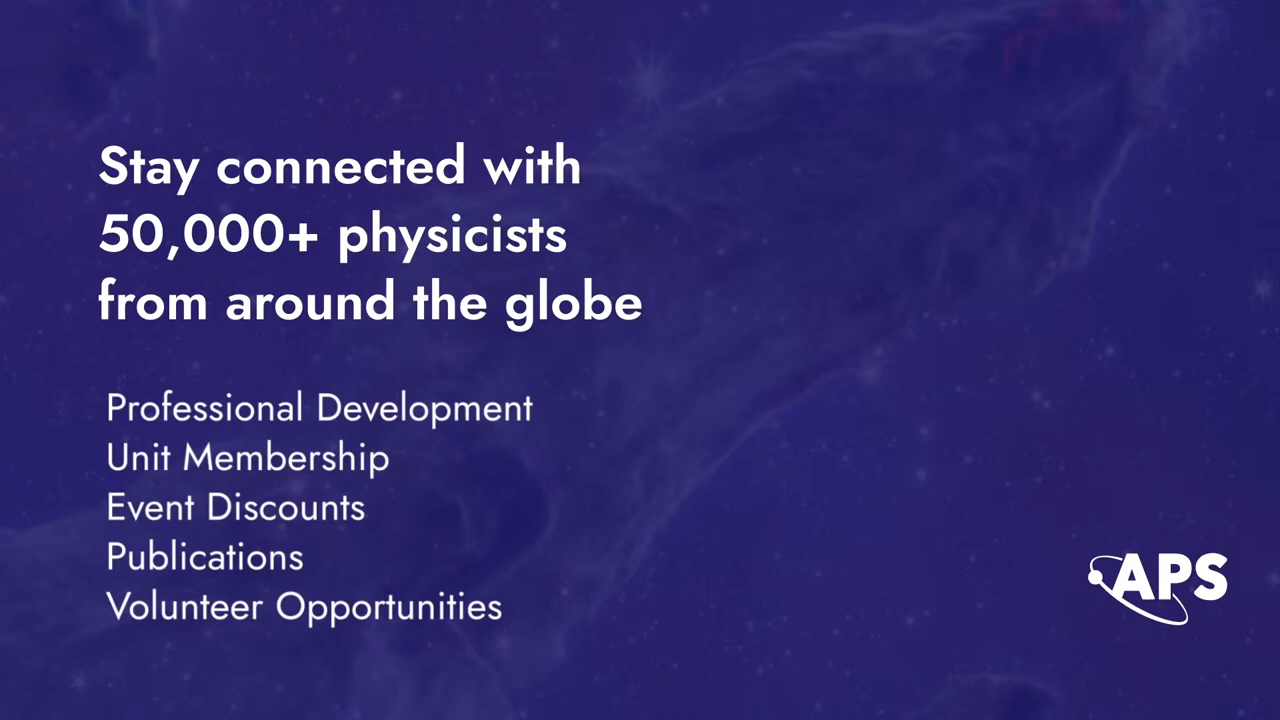 Stay connected with
50,000+ physicists
from around the globe
Professional Development
Unit Membership
Event Discounts
Publications
Volunteer Opportunities
APS